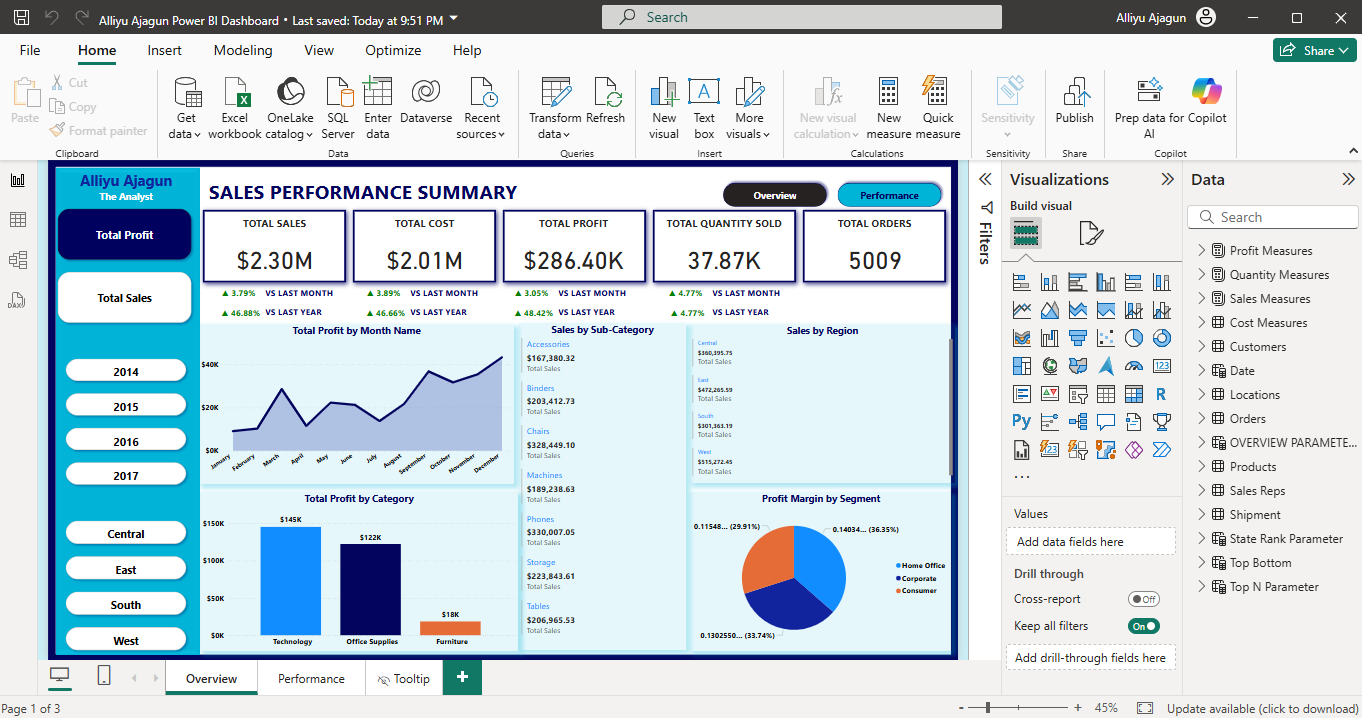 Alliyu Ajagun Power BI Dashboard • Last saved: Today at 9:51 PM
Search
Alliyu Ajagun
File Home Insert Modeling View Optimize Help
Share
Paste
Cut
Copy
Format painter
Get data
Excel workbook
OneLake catalog
SQL Server
Enter data
Dataverse
Recent sources
Transform data
Refresh
New visual
Text box
More visuals
New visual calculation
New measure
Quick measure
Sensitivity
Publish
Prep data for AI
Copilot
Clipboard
Data
Queries
Insert
Calculations
Sensitivity
Share
Copilot
Alliyu Ajagun
The Analyst
Total Profit
Total Sales
2014
2015
2016
2017
Central
East
South
West
SALES PERFORMANCE SUMMARY
Overview
Performance
TOTAL SALES
$2.30M
TOTAL COST
$2.01M
TOTAL PROFIT
$286.40K
TOTAL QUANTITY SOLD
37.87K
TOTAL ORDERS
5009
▲ 3.79% VS LAST MONTH
▲ 46.88% VS LAST YEAR
▲ 3.89% VS LAST MONTH
▲ 46.66% VS LAST YEAR
▲ 3.05% VS LAST MONTH
▲ 48.42% VS LAST YEAR
▲ 4.77% VS LAST MONTH
▲ 4.77% VS LAST YEAR
Total Profit by Month Name
$40K
$20K
$0K
January
February
March
April
May
June
July
August
September
October
November
December
Total Profit by Category
$150K
$100K
$50K
$0K
$145K
$122K
$18K
Technology
Office Supplies
Furniture
Sales by Sub-Category
Accessories
$167,380.32
Total Sales
Binders
$203,412.73
Total Sales
Chairs
$328,449.10
Total Sales
Machines
$189,238.63
Total Sales
Phones
$330,007.05
Total Sales
Storage
$223,843.61
Total Sales
Tables
$206,965.53
Total Sales
Sales by Region
Central
$360,395.75
Total Sales
East
$472,265.59
Total Sales
South
$301,363.19
Total Sales
West
$515,272.45
Total Sales
Profit Margin by Segment
0.11548... (29.91%)
0.14034... (36.35%)
0.1302550... (33.74%)
Home Office
Corporate
Consumer
Filters
Visualizations
Build visual
R
Py
123
...
Values
Add data fields here
Drill through
Cross-report
Off
Keep all filters
On
Add drill-through fields here
Data
Search
Profit Measures
Quantity Measures
Sales Measures
Cost Measures
Customers
Date
Locations
Orders
OVERVIEW PARAMETE...
Products
Sales Reps
Shipment
State Rank Parameter
Top Bottom
Top N Parameter
Overview
Performance
Tooltip
+
Page 1 of 3
- + 45%
Update available (click to download)